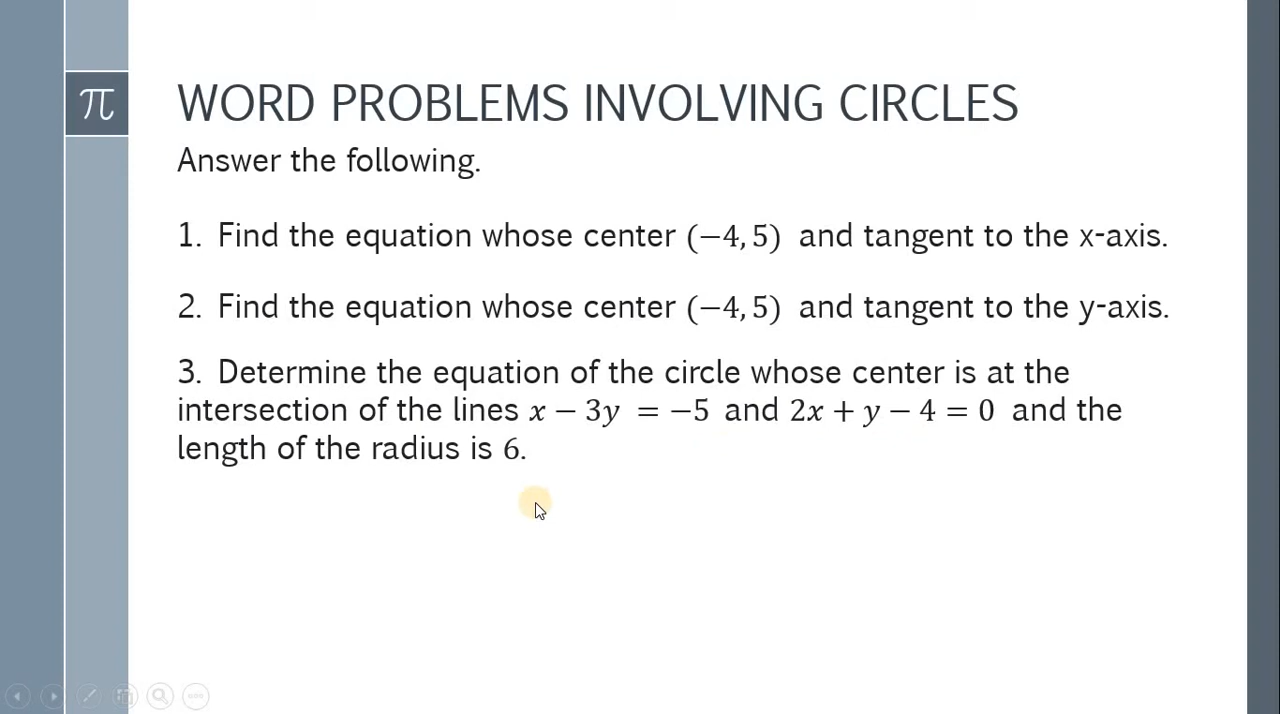 π
WORD PROBLEMS INVOLVING CIRCLES
Answer the following.
1. Find the equation whose center (−4, 5) and tangent to the x-axis.
2. Find the equation whose center (−4, 5) and tangent to the y-axis.
3. Determine the equation of the circle whose center is at the
intersection of the lines x − 3y = −5 and 2x + y − 4 = 0 and the
length of the radius is 6.